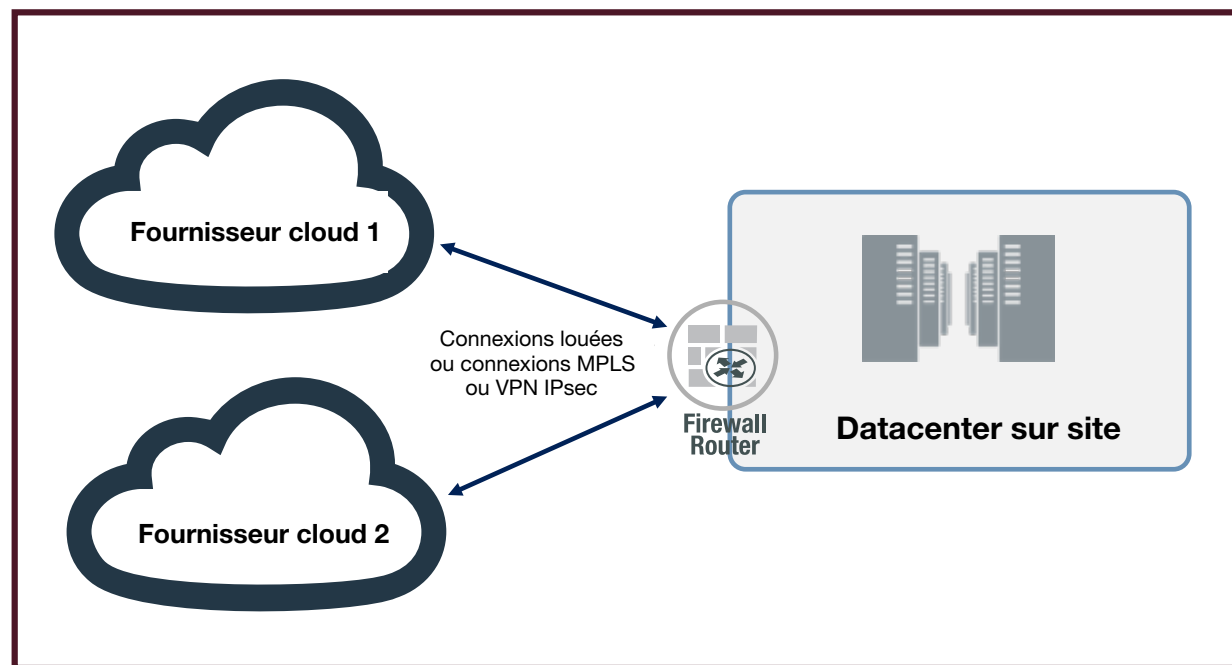 Fournisseur cloud 1
Connexions louées
ou connexions MPLS
ou VPN IPsec
Firewall
Router
Datacenter sur site
Fournisseur cloud 2